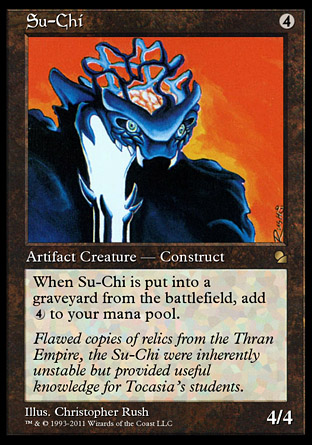 Su-Chi 4
Artifact Creature — Construct
When Su-Chi is put into a
graveyard from the battlefield, add
4 to your mana pool.
Flawed copies of relics from the Thran
Empire, the Su-Chi were inherently
unstable but provided useful
knowledge for Tocasia's students.
Illus. Christopher Rush
™ & © 1993-2011 Wizards of the Coast LLC
4/4